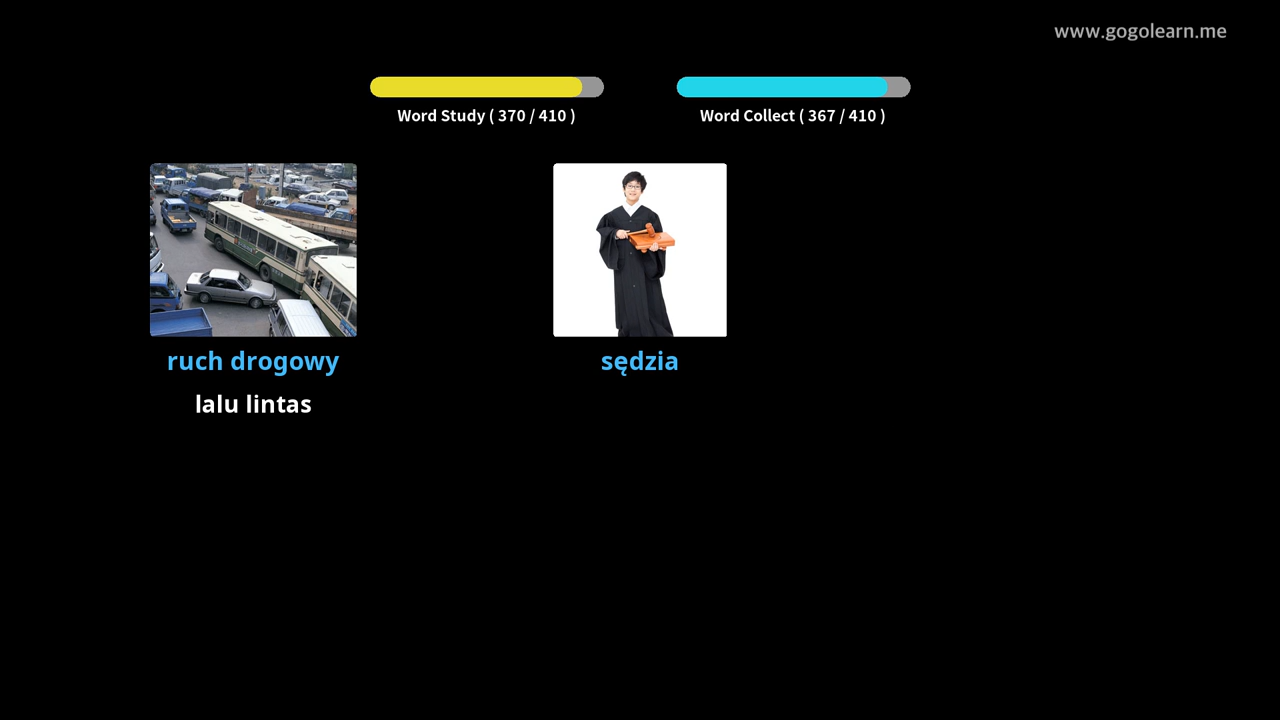 www.gogolearn.me
Word Study ( 370 / 410 )
Word Collect ( 367 / 410 )
ruch drogowy
lalu lintas
sędzia